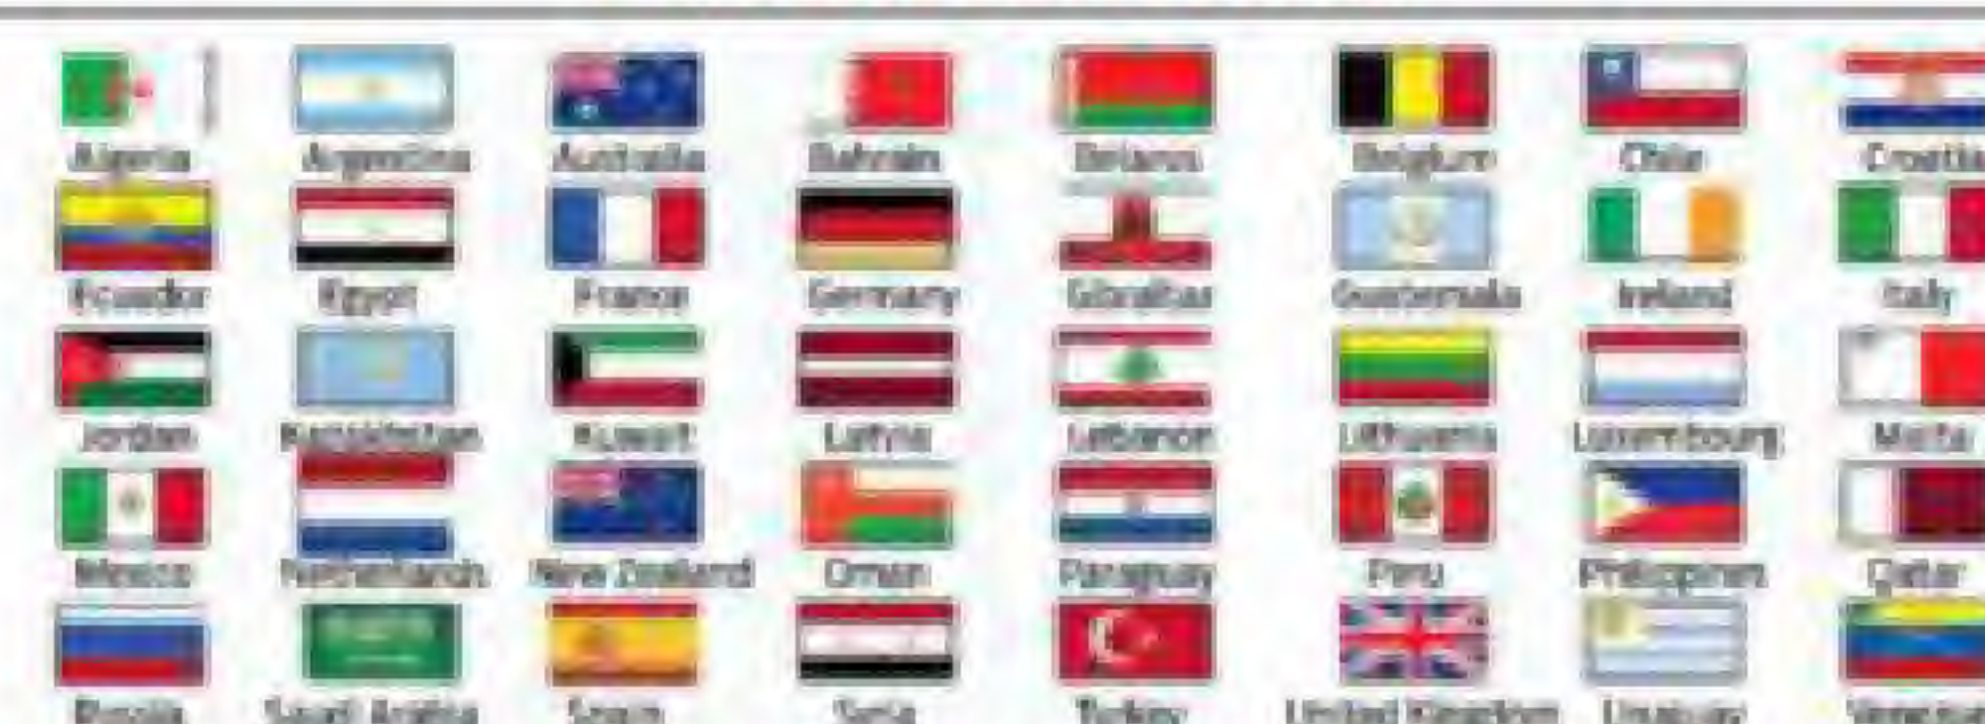 Algeria Argentina Australia Bahrain Belarus Belgium Chile Croatia
Ecuador Egypt France Germany Gibraltar Guatemala Ireland Italy
Jordan Kazakhstan Kuwait Latvia Lebanon Lithuania Luxembourg Malta
Mexico Netherlands New Zealand Oman Paraguay Peru Philippines Qatar
Russia Saudi Arabia Spain Syria Turkey United Kingdom Uruguay